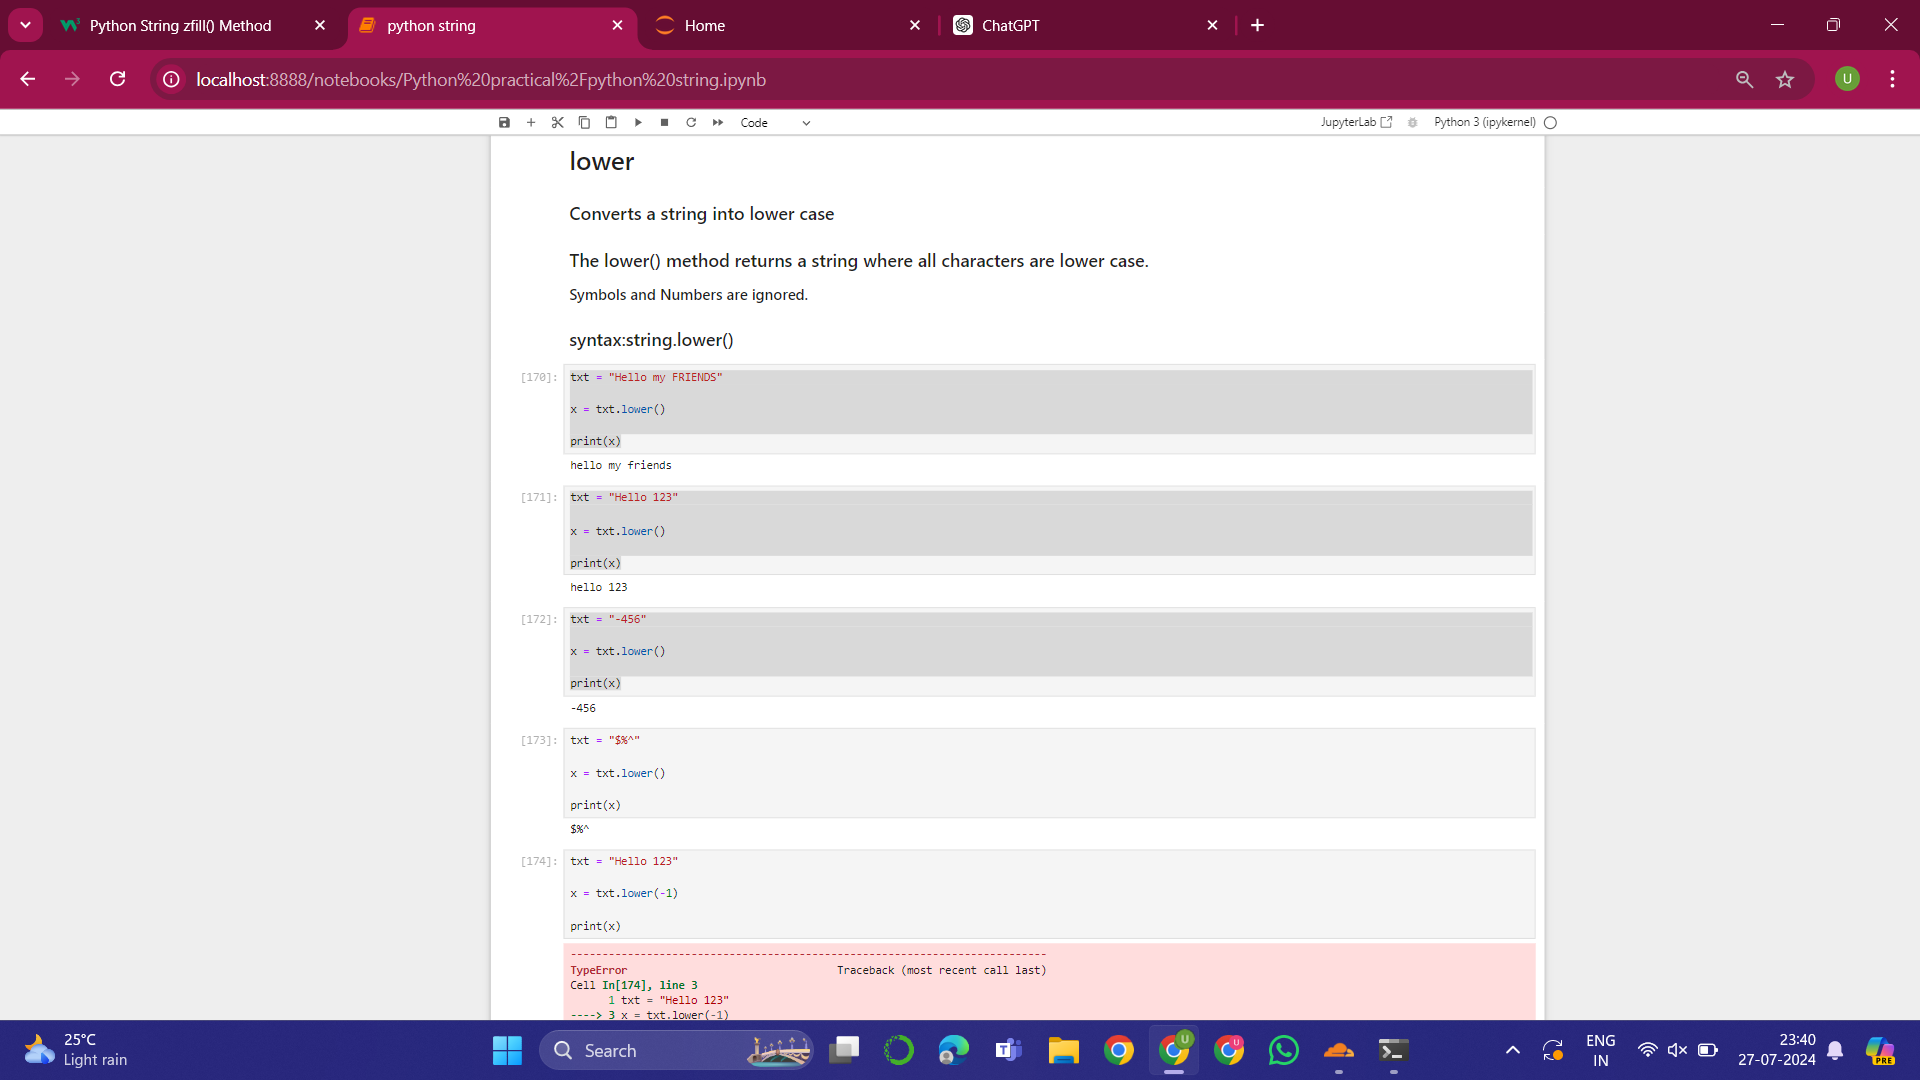 Python String zfill() Method
python string
Home
ChatGPT
localhost:8888/notebooks/Python%20practical%2Fpython%20string.ipynb
U
Code
JupyterLab
Python 3 (ipykernel)
lower
Converts a string into lower case
The lower() method returns a string where all characters are lower case.
Symbols and Numbers are ignored.
syntax:string.lower()
[170]: txt = "Hello my FRIENDS"
x = txt.lower()
print(x)
hello my friends
[171]: txt = "Hello 123"
x = txt.lower()
print(x)
hello 123
[172]: txt = "-456"
x = txt.lower()
print(x)
-456
[173]: txt = "$%^"
x = txt.lower()
print(x)
$%^
[174]: txt = "Hello 123"
x = txt.lower(-1)
print(x)
---------------------------------------------------------------------------
TypeError Traceback (most recent call last)
Cell In[174], line 3
1 txt = "Hello 123"
----> 3 x = txt.lower(-1)
25°C
Light rain
Search
U
U
ENG
IN
23:40
27-07-2024
PRE